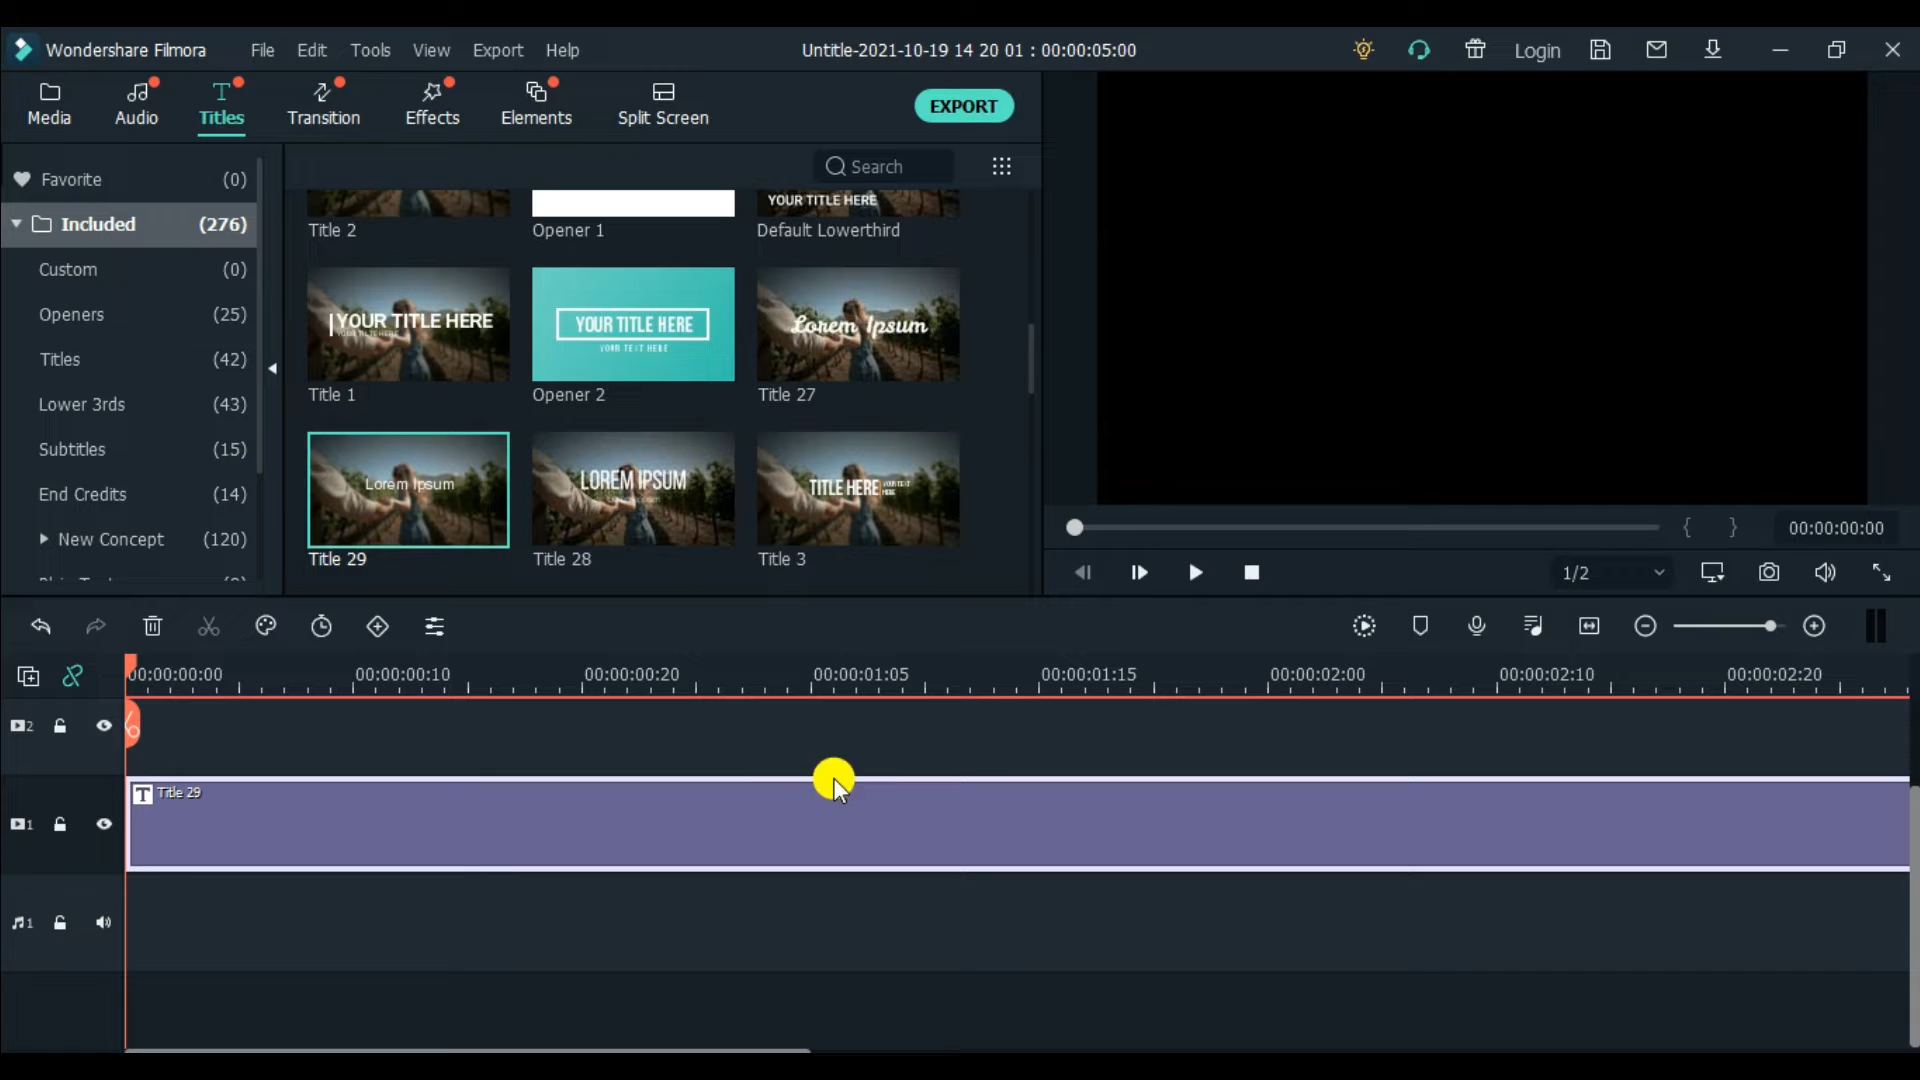 Wondershare Filmora File Edit Tools View Export Help Untitle-2021-10-19 14 20 01 : 00:00:05:00 Login
Media Audio Titles Transition Effects Elements Split Screen EXPORT
Search
Favorite (0)
Included (276)
Custom (0)
Openers (25)
Titles (42)
Lower 3rds (43)
Subtitles (15)
End Credits (14)
New Concept (120)
YOUR TITLE HERE
Title 2 Opener 1 Default Lowerthird
YOUR TITLE HERE
YOUR TITLE HERE
YOUR TEXT HERE
Lorem Ipsum
Title 1 Opener 2 Title 27
Lorem Ipsum
LOREM IPSUM
TITLE HERE
Title 29 Title 28 Title 3
{ } 00:00:00:00
1/2
00:00:00:00 00:00:00:10 00:00:00:20 00:00:01:05 00:00:01:15 00:00:02:00 00:00:02:10 00:00:02:20
2
T Title 29
1
1